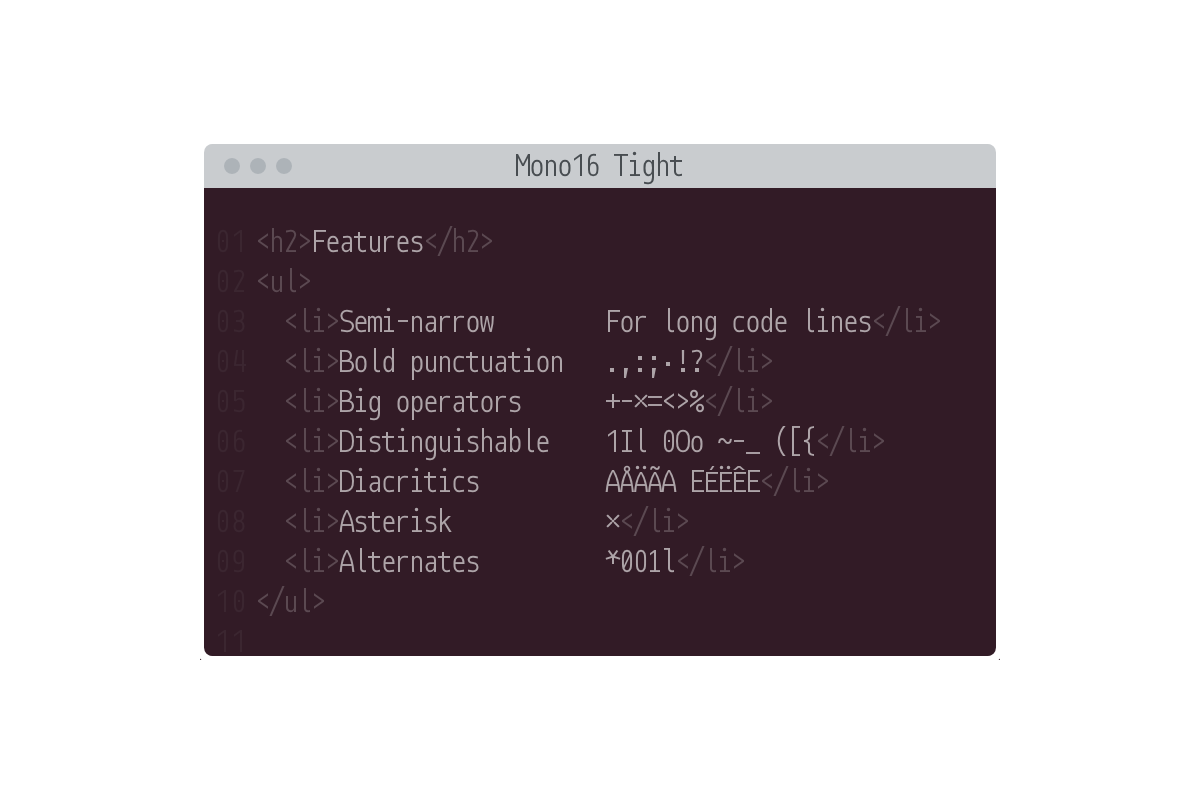 Mono16 Tight
01 <h2>Features</h2>
02 <ul>
03 <li>Semi-narrow For long code lines</li>
04 <li>Bold punctuation .,:;·!?</li>
05 <li>Big operators +-×=<>%</li>
06 <li>Distinguishable 1Il 0Oo ~-_ ([{</li>
07 <li>Diacritics AÅÄÃA EÉËÊE</li>
08 <li>Asterisk ×</li>
09 <li>Alternates *001l</li>
10 </ul>
11